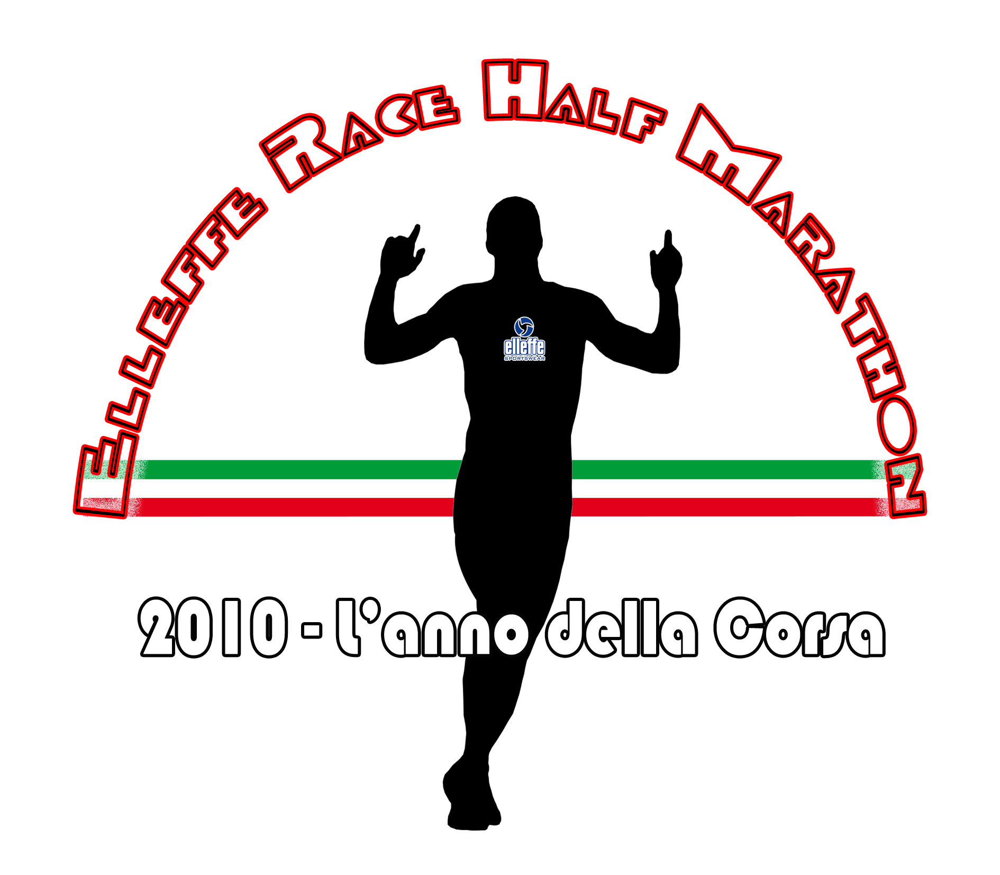 Elleffe Race Half Marathon
elleffe
SPORTSWEAR
2010 - L'anno della Corsa